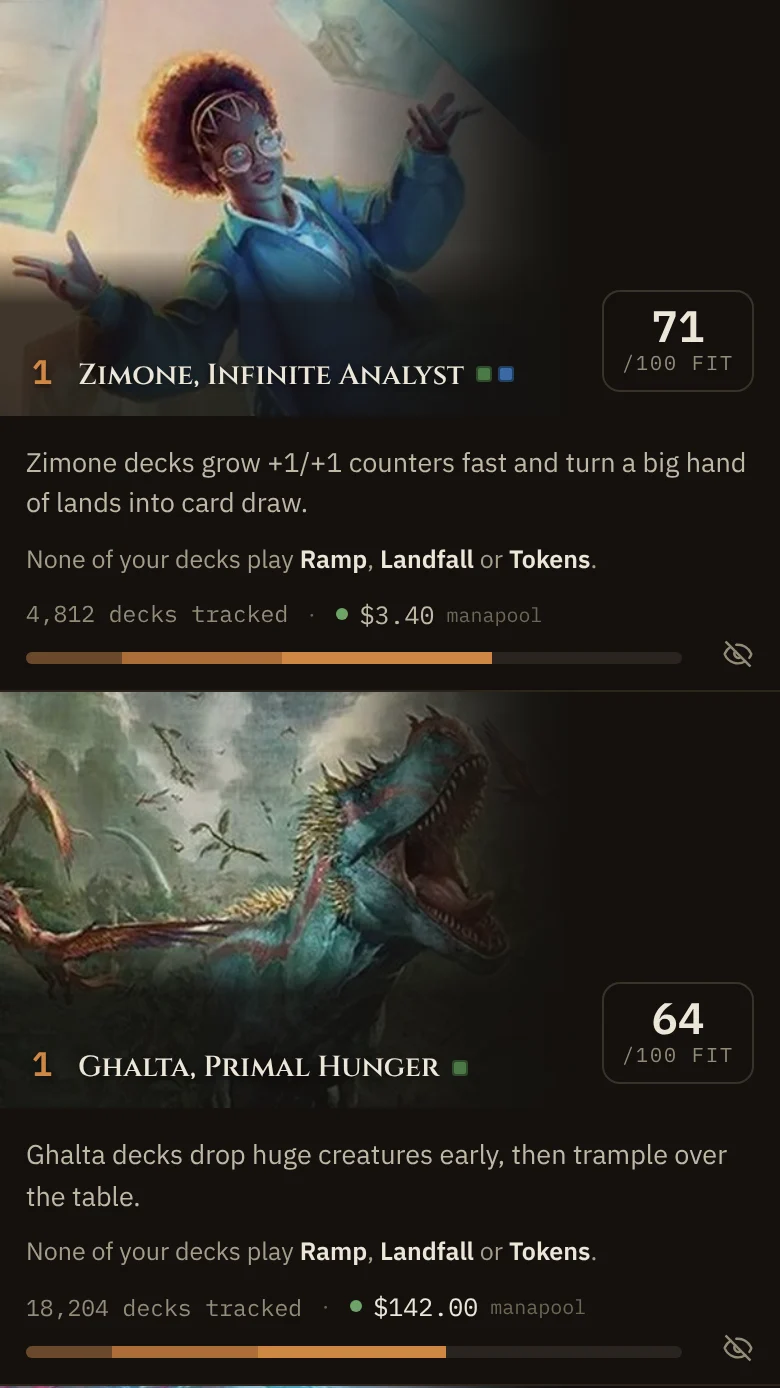 1 Zimone, Infinite Analyst
71
/100 FIT
Zimone decks grow +1/+1 counters fast and turn a big hand
of lands into card draw.
None of your decks play Ramp, Landfall or Tokens.
4,812 decks tracked · $3.40 manapool
1 Ghalta, Primal Hunger
64
/100 FIT
Ghalta decks drop huge creatures early, then trample over
the table.
None of your decks play Ramp, Landfall or Tokens.
18,204 decks tracked · $142.00 manapool